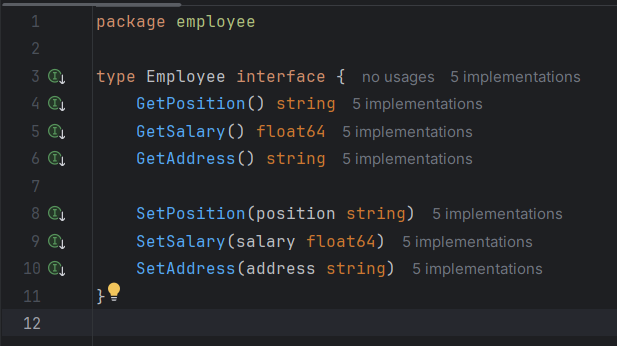 1 package employee
2
3 type Employee interface { no usages 5 implementations
4 GetPosition() string 5 implementations
5 GetSalary() float64 5 implementations
6 GetAddress() string 5 implementations
7
8 SetPosition(position string) 5 implementations
9 SetSalary(salary float64) 5 implementations
10 SetAddress(address string) 5 implementations
11 }
12